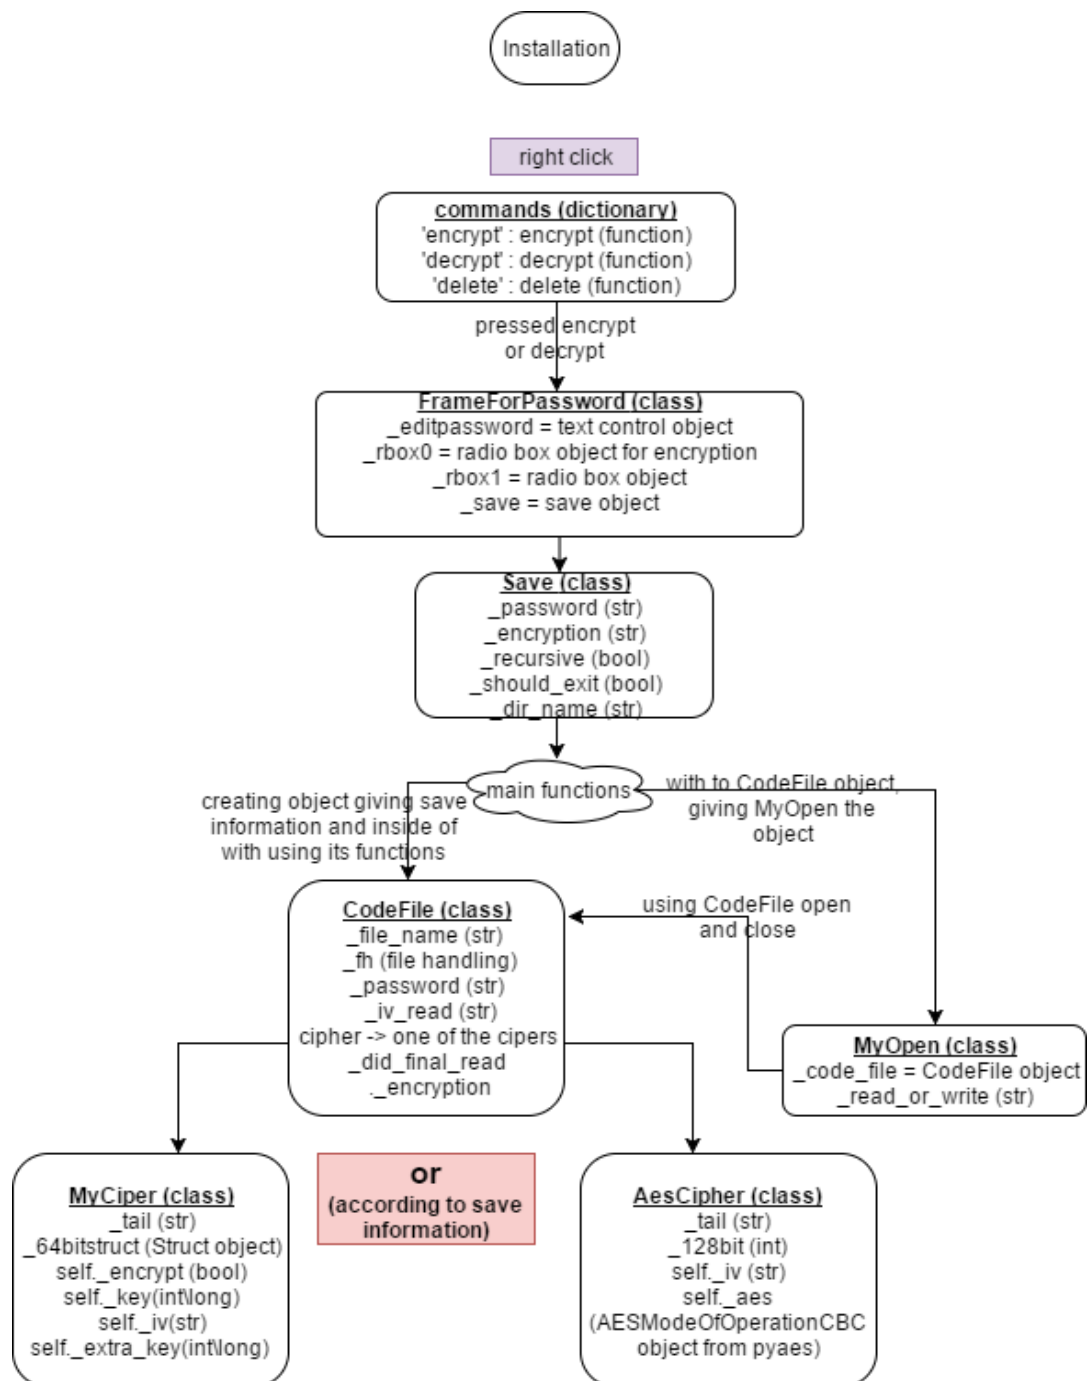 Installation
right click
commands (dictionary)
'encrypt' : encrypt (function)
'decrypt' : decrypt (function)
'delete' : delete (function)
pressed encrypt
or decrypt
FrameForPassword (class)
_editpassword = text control object
_rbox0 = radio box object for encryption
_rbox1 = radio box object
_save = save object
Save (class)
_password (str)
_encryption (str)
_recursive (bool)
_should_exit (bool)
_dir_name (str)
main functions
creating object giving save
information and inside of
with using its functions
with to CodeFile object,
giving MyOpen the
object
CodeFile (class)
_file_name (str)
_fh (file handling)
_password (str)
_iv_read (str)
cipher -> one of the cipers
_did_final_read
._encryption
using CodeFile open
and close
MyOpen (class)
_code_file = CodeFile object
_read_or_write (str)
MyCiper (class)
_tail (str)
_64bitstruct (Struct object)
self._encrypt (bool)
self._key(int\long)
self._iv(str)
self._extra_key(int\long)
or
(according to save
information)
AesCipher (class)
_tail (str)
_128bit (int)
self._iv (str)
self._aes
(AESModeOfOperationCBC
object from pyaes)